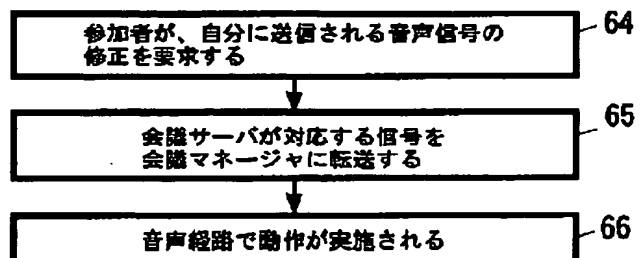 参加者が、自分に送信される音声信号の
修正を要求する
64
会議サーバが対応する信号を
会議マネージャに転送する
65
音声経路で動作が実施される
66